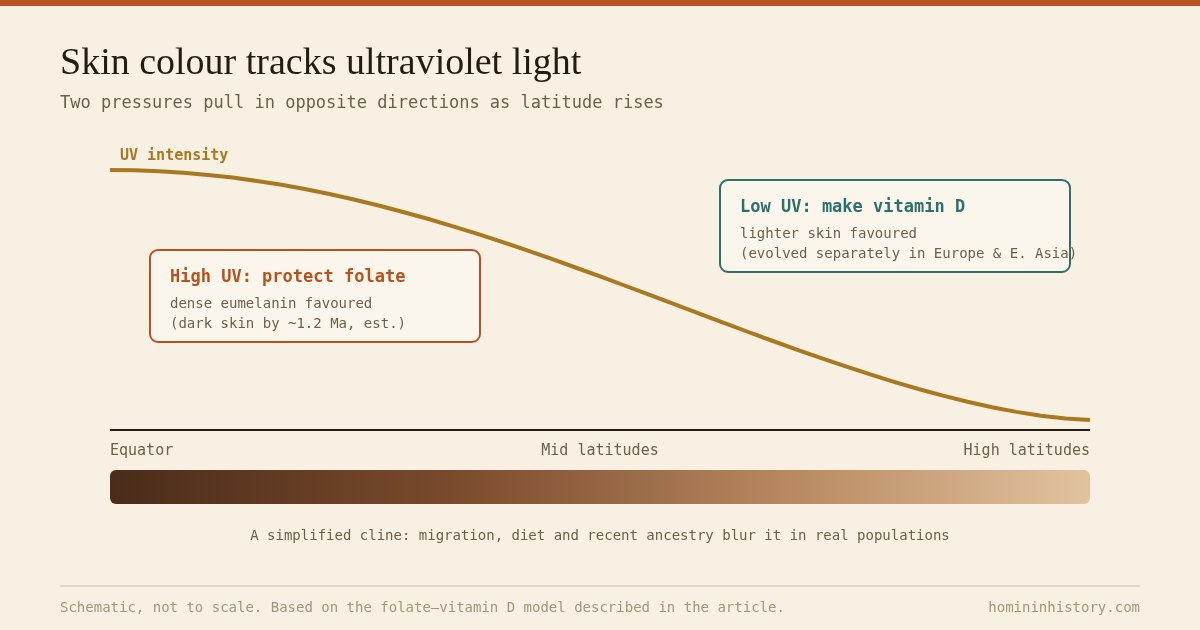 Skin colour tracks ultraviolet light
Two pressures pull in opposite directions as latitude rises
UV intensity
Low UV: make vitamin D
lighter skin favoured
(evolved separately in Europe & E. Asia)
High UV: protect folate
dense eumelanin favoured
(dark skin by ~1.2 Ma, est.)
Equator
Mid latitudes
High latitudes
A simplified cline: migration, diet and recent ancestry blur it in real populations
Schematic, not to scale. Based on the folate–vitamin D model described in the article.
homininhistory.com